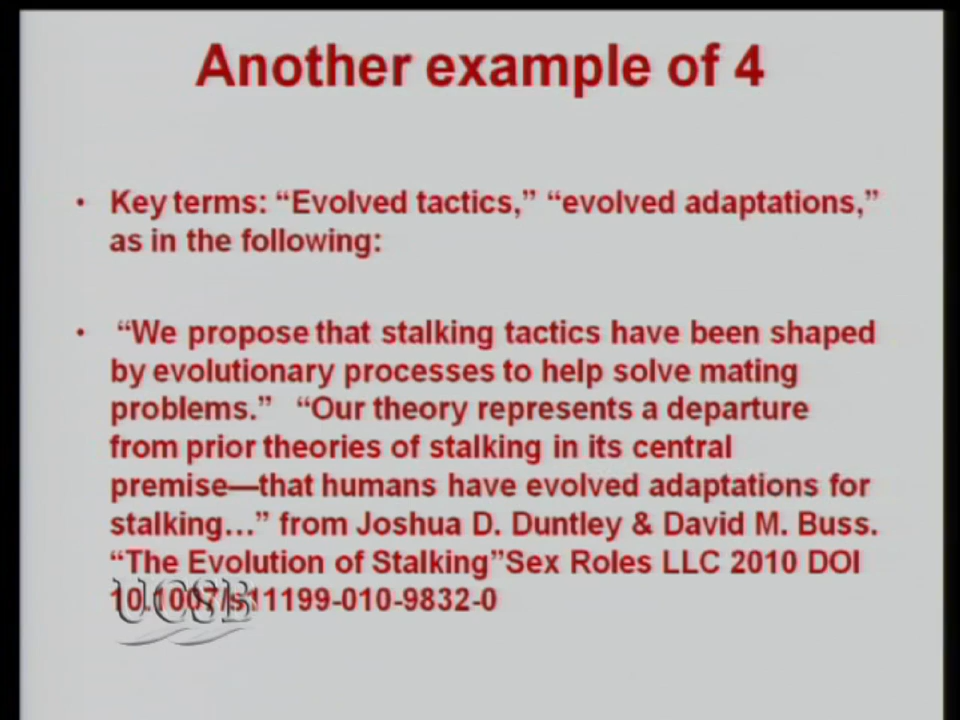 Another example of 4
• Key terms: “Evolved tactics,” “evolved adaptations,”
as in the following:
• “We propose that stalking tactics have been shaped
by evolutionary processes to help solve mating
problems.” “Our theory represents a departure
from prior theories of stalking in its central
premise—that humans have evolved adaptations for
stalking…” from Joshua D. Duntley & David M. Buss.
“The Evolution of Stalking”Sex Roles LLC 2010 DOI
10.1007/s11199-010-9832-0
UCSB